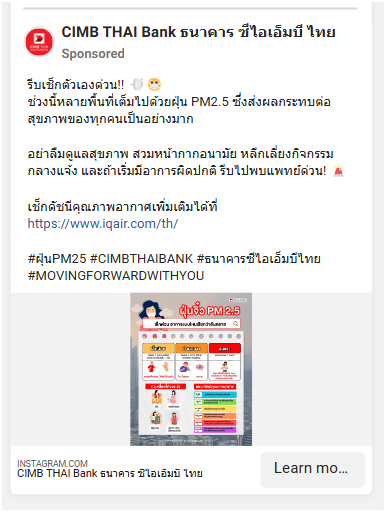 CIMB THAI Bank ธนาคาร ซีไอเอ็มบี ไทย
Sponsored
รีบเช็กตัวเองด่วน!!
ช่วงนี้หลายพื้นที่เต็มไปด้วยฝุ่น PM2.5 ซึ่งส่งผลกระทบต่อ
สุขภาพของทุกคนเป็นอย่างมาก
อย่าลืมดูแลสุขภาพ สวมหน้ากากอนามัย หลีกเลี่ยงกิจกรรม
กลางแจ้ง และถ้าเริ่มมีอาการผิดปกติ รีบไปพบแพทย์ด่วน!
เช็กดัชนีคุณภาพอากาศเพิ่มเติมได้ที่
https://www.iqair.com/th/
#ฝุ่นPM25 #CIMBTHAIBANK #ธนาคารซีไอเอ็มบีไทย
#MOVINGFORWARDWITHYOU
ฝุ่นจิ๋ว PM 2.5
INSTAGRAM.COM
CIMB THAI Bank ธนาคาร ซีไอเอ็มบี ไทย
Learn mo...